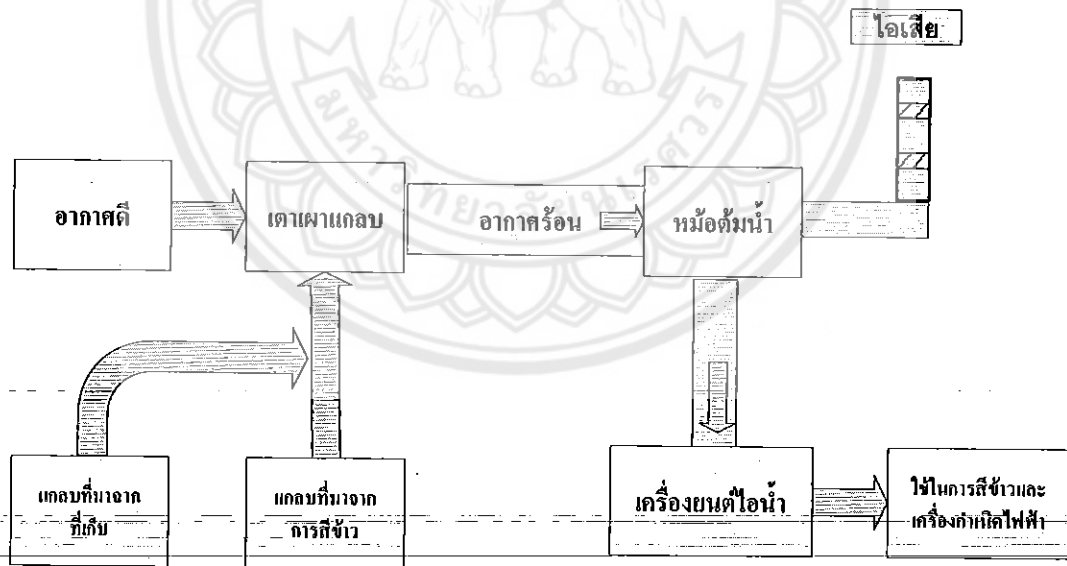 ไอเสีย
อากาศดี
เตาเผาแกลบ
อากาศร้อน
หม้อต้มน้ำ
แกลบที่มาจาก
ที่เก็บ
แกลบที่มาจาก
การสีข้าว
เครื่องยนต์ไอน้ำ
ใช้ในการสีข้าวและ
เครื่องกำเนิดไฟฟ้า